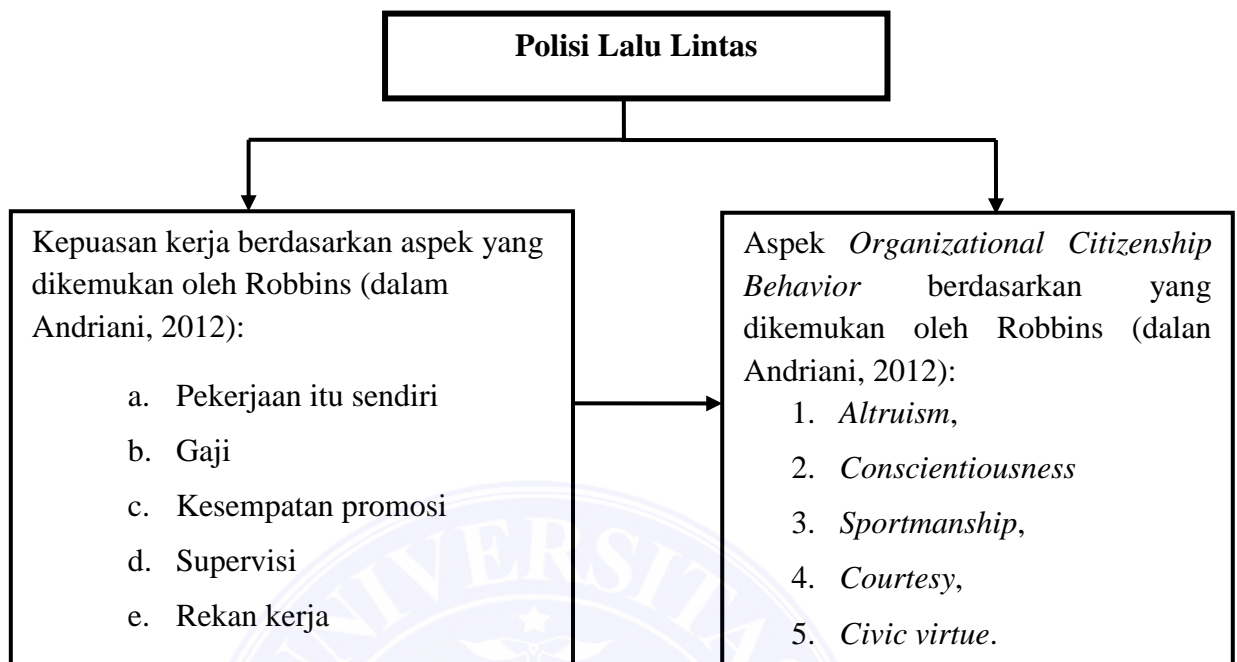 Polisi Lalu Lintas
Kepuasan kerja berdasarkan aspek yang
dikemukan oleh Robbins (dalam
Andriani, 2012):
a. Pekerjaan itu sendiri
b. Gaji
c. Kesempatan promosi
d. Supervisi
e. Rekan kerja
Aspek Organizational Citizenship
Behavior berdasarkan yang
dikemukan oleh Robbins (dalan
Andriani, 2012):
1. Altruism,
2. Conscientiousness
3. Sportmanship,
4. Courtesy,
5. Civic virtue.